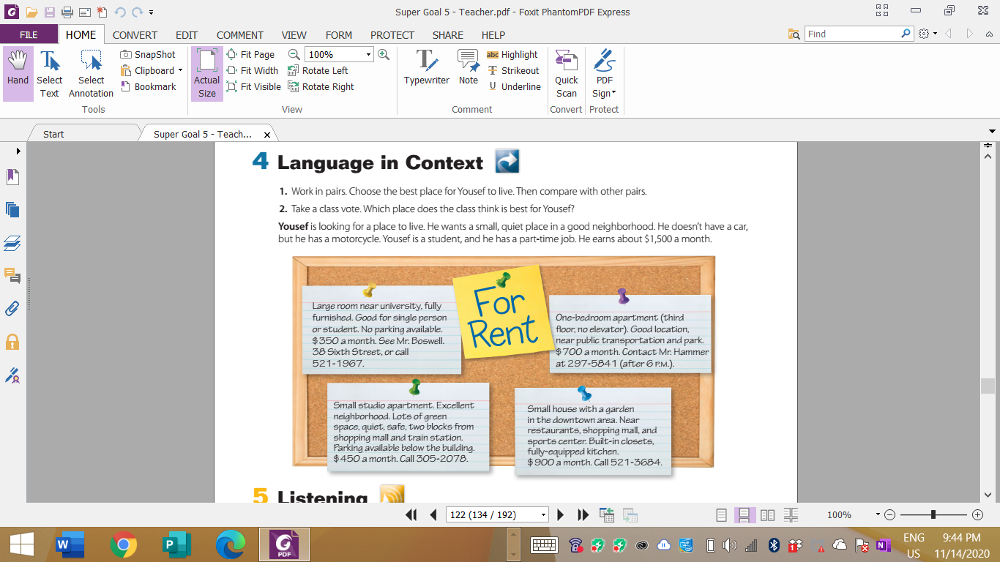 Super Goal 5 - Teacher.pdf - Foxit PhantomPDF Express
FILE HOME CONVERT EDIT COMMENT VIEW FORM PROTECT SHARE HELP
Find
Hand
Select Text
Select Annotation
SnapShot
Clipboard
Bookmark
Tools
Actual Size
Fit Page
Fit Width
Fit Visible
100%
Rotate Left
Rotate Right
View
Typewriter
Note
abc Highlight
T Strikeout
U Underline
Comment
Quick Scan
Convert
PDF Sign
Protect
Start
Super Goal 5 - Teach...
4 Language in Context
1. Work in pairs. Choose the best place for Yousef to live. Then compare with other pairs.
2. Take a class vote. Which place does the class think is best for Yousef?
Yousef is looking for a place to live. He wants a small, quiet place in a good neighborhood. He doesn't have a car,
but he has a motorcycle. Yousef is a student, and he has a part-time job. He earns about $1,500 a month.
Large room near university, fully
furnished. Good for single person
or student. No parking available.
$350 a month. See Mr. Boswell.
38 Sixth Street, or call
521-1967.
For
Rent
One-bedroom apartment (third
floor, no elevator). Good location,
near public transportation and park.
$700 a month. Contact Mr. Hammer
at 297-5841 (after 6 P.M.).
Small studio apartment. Excellent
neighborhood. Lots of green
space, quiet, safe, two blocks from
shopping mall and train station.
Parking available below the building.
$450 a month. Call 305-2078.
Small house with a garden
in the downtown area. Near
restaurants, shopping mall, and
sports center. Built-in closets,
fully-equipped kitchen.
$900 a month. Call 521-3684.
5 Listening
122 (134 / 192)
100%
PDF
ENG
US
9:44 PM
11/14/2020